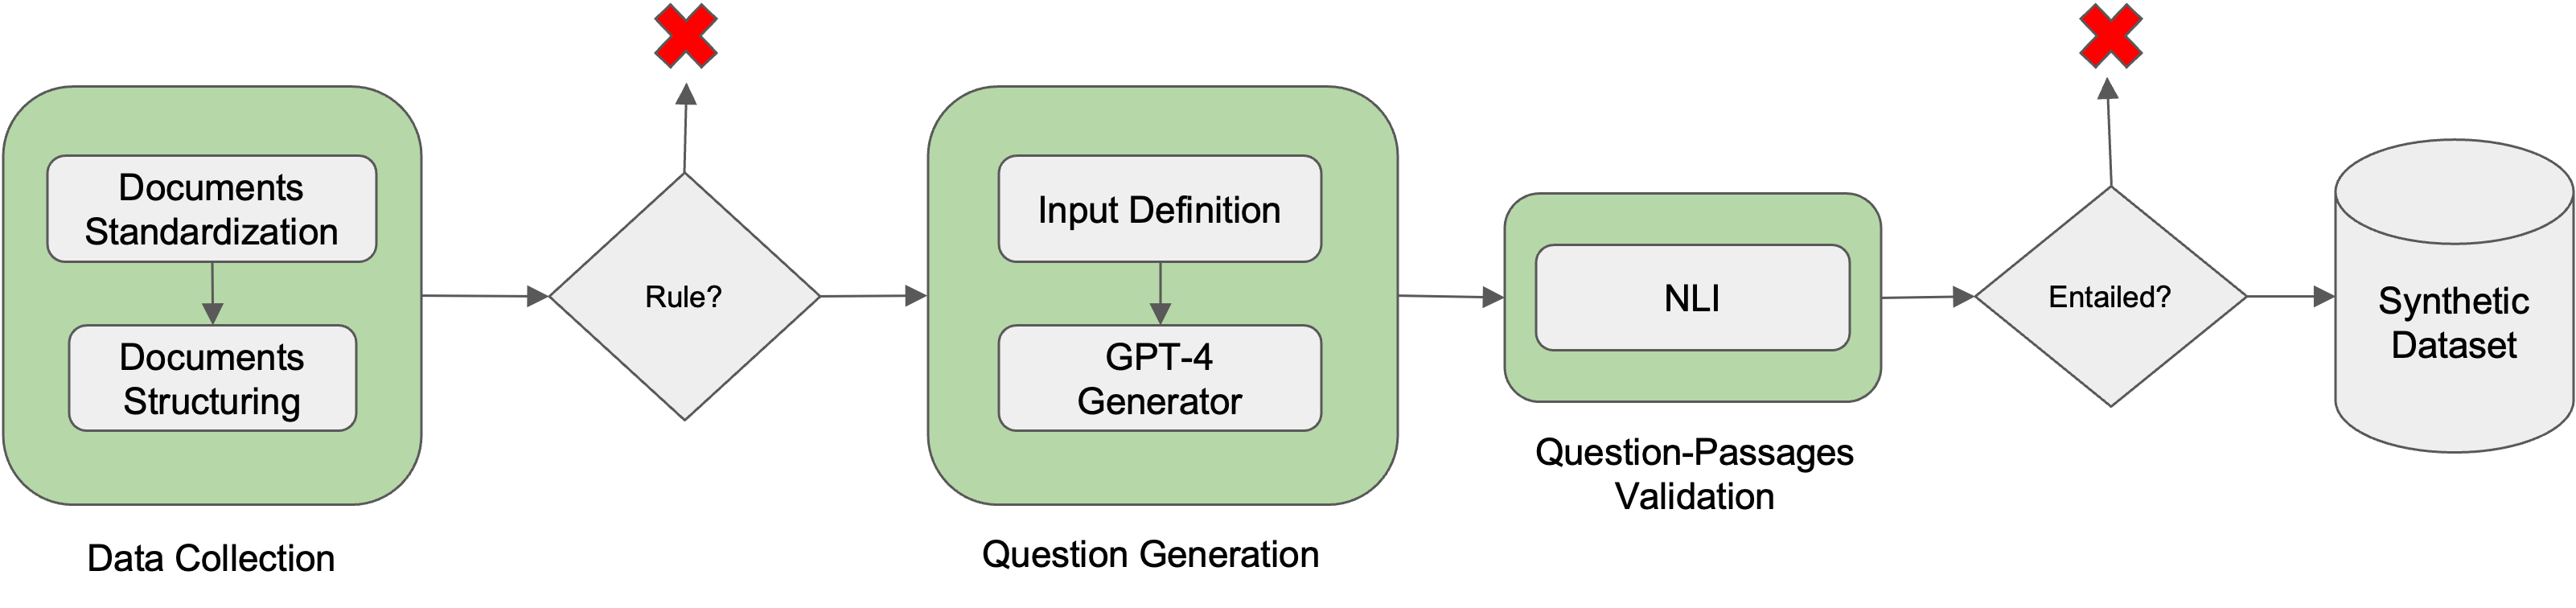 Documents
Standardization
Documents
Structuring
Data Collection
Rule?
Input Definition
GPT-4
Generator
Question Generation
NLI
Question-Passages
Validation
Entailed?
Synthetic
Dataset